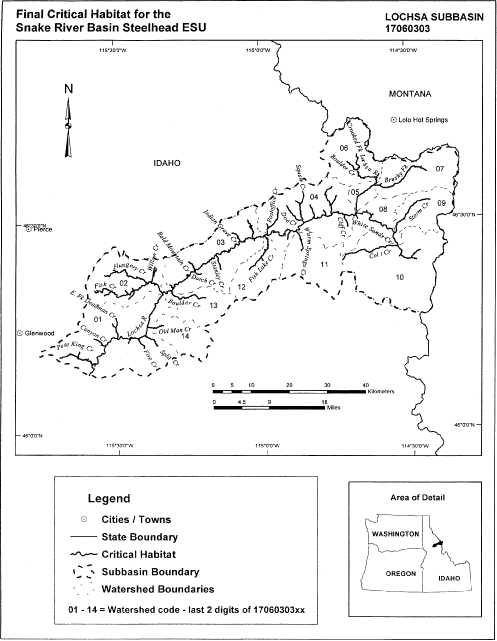 Final Critical Habitat for the
Snake River Basin Steelhead ESU
LOCHSA SUBBASIN
17060303
115°30'0"W
115°0'0"W
114°30'0"W
N
MONTANA
Lolo Hot Springs
IDAHO
06
07
Boulder Cr
Brushy Fk
Squaw Cr
04
05
08
09
Storm Cr
46°30'0"N
46°30'0"N
Pierce
Indian Grave Cr
Doe Cr
White Sands Cr
Cliff Cr
Colt Cr
03
Bald Mountain Cr
Warm Springs Cr
11
10
Fish Lake Cr
12
Stanley Cr
Dutch Cr
Willow Cr
Hungery Cr
02
Fish Cr
Boulder Cr
13
01
Lochsa R
Old Man Cr
14
Glenwood
Canyon Cr
Pete King Cr
Fire Cr
Split Cr
0 5 10 20 30 40
Kilometers
0 4.5 9 18
Miles
46°0'0"N
46°0'0"N
115°30'0"W
115°0'0"W
114°30'0"W
Legend
Cities / Towns
State Boundary
Critical Habitat
Subbasin Boundary
Watershed Boundaries
01 - 14 = Watershed code - last 2 digits of 17060303xx
Area of Detail
WASHINGTON
OREGON
IDAHO